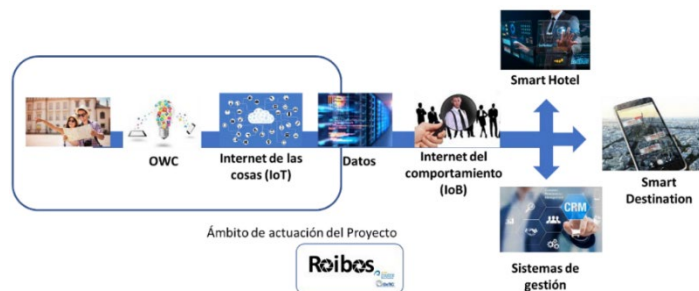 Smart Hotel
OWC
Internet de las
cosas (IoT)
Datos
Internet del
comportamiento
(IoB)
Smart
Destination
CRM
Sistemas de
gestión
Ámbito de actuación del Proyecto
Roibos